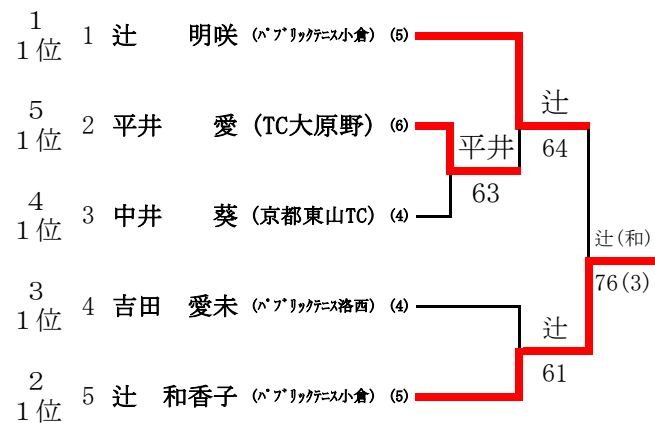 1
1位 1 辻 明咲 (ﾊﾟﾌﾞﾘｯｸﾃﾆｽ小倉) (5)
辻
64
5
1位 2 平井 愛 (TC大原野) (6)
平井
63
4
1位 3 中井 葵 (京都東山TC) (4)
辻(和)
76(3)
3
1位 4 吉田 愛未 (ﾊﾟﾌﾞﾘｯｸﾃﾆｽ洛西) (4)
辻
61
2
1位 5 辻 和香子 (ﾊﾟﾌﾞﾘｯｸﾃﾆｽ小倉) (5)